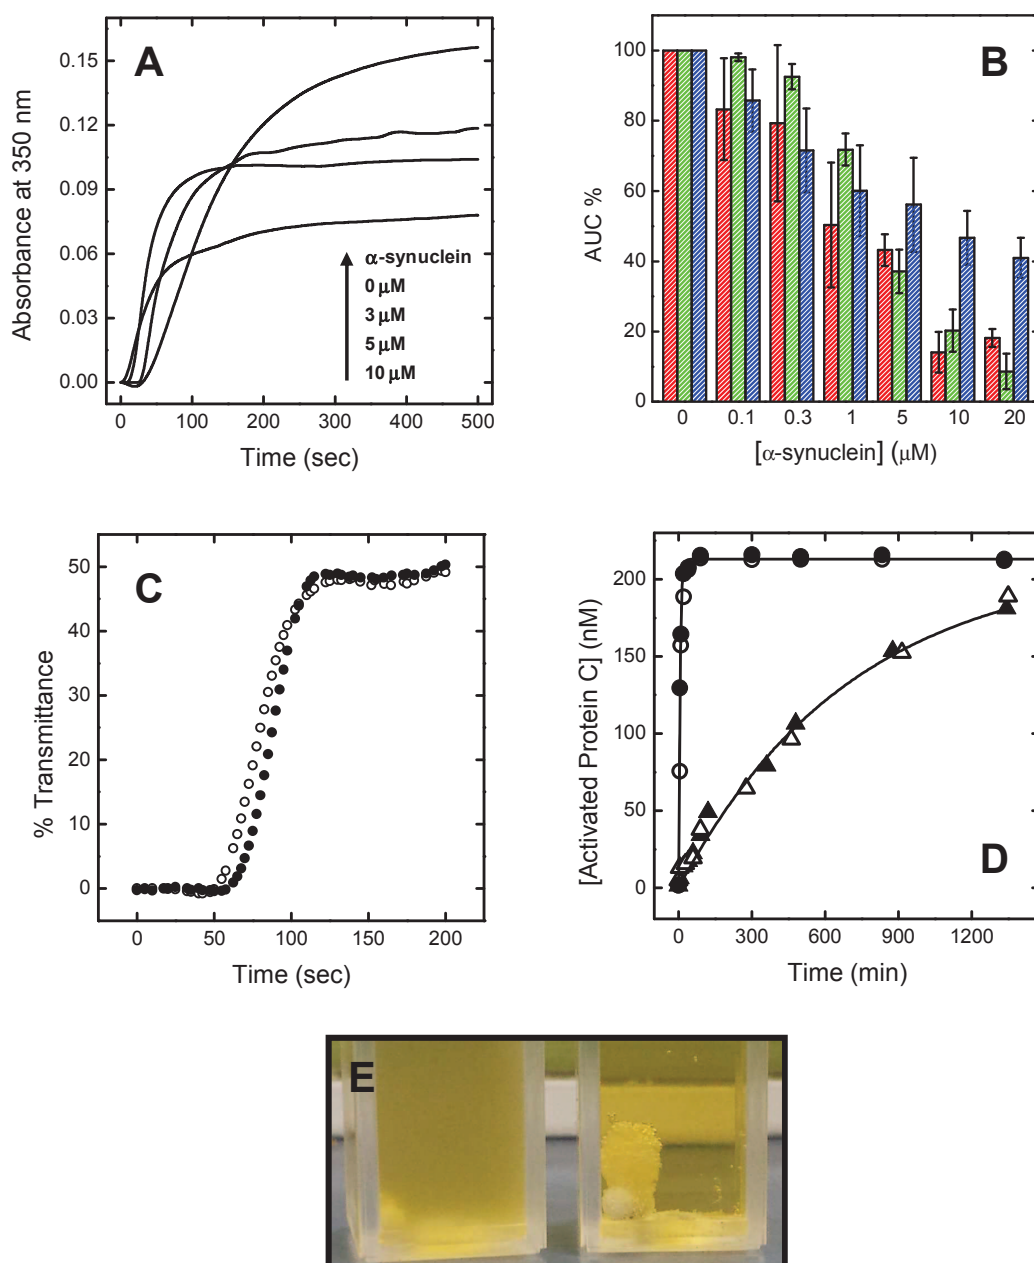 A
0.15
0.12
0.09
0.06
0.03
0.00
Absorbance at 350 nm
α-synuclein
0 μM
3 μM
5 μM
10 μM
0 100 200 300 400 500
Time (sec)
B
100
80
60
40
20
0
AUC %
0 0.1 0.3 1 5 10 20
[α-synuclein] (μM)
C
50
40
30
20
10
0
% Transmittance
0 50 100 150 200
Time (sec)
200
150
100
50
0
[Activated Protein C] (nM)
D
0 300 600 900 1200
Time (min)
E